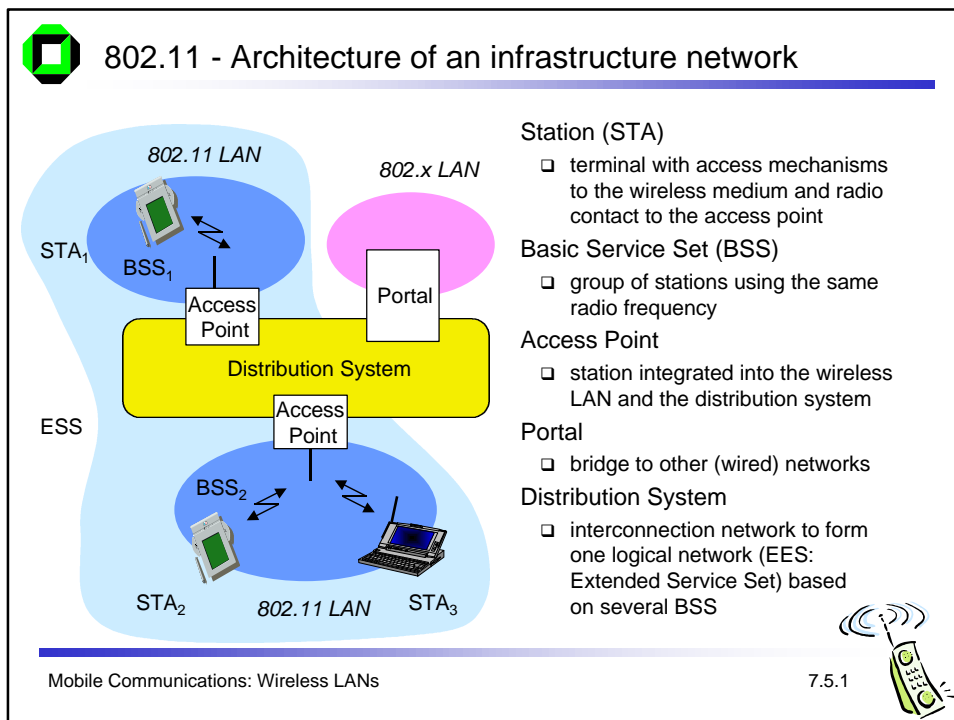 802.11 - Architecture of an infrastructure network
802.11 LAN
802.x LAN
STA1
BSS1
Access
Point
Portal
Distribution System
Access
Point
ESS
BSS2
STA2
802.11 LAN
STA3
Station (STA)
❑ terminal with access mechanisms
to the wireless medium and radio
contact to the access point
Basic Service Set (BSS)
❑ group of stations using the same
radio frequency
Access Point
❑ station integrated into the wireless
LAN and the distribution system
Portal
❑ bridge to other (wired) networks
Distribution System
❑ interconnection network to form
one logical network (EES:
Extended Service Set) based
on several BSS
Mobile Communications: Wireless LANs
7.5.1